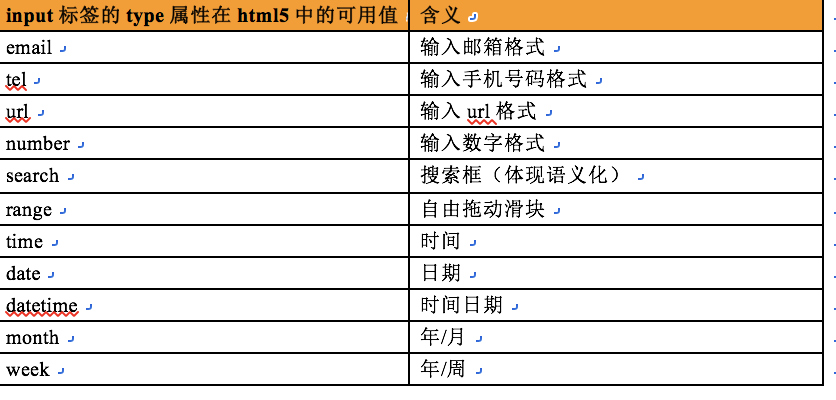 input 标签的 type 属性在 html5 中的可用值 含义
email 输入邮箱格式
tel 输入手机号码格式
url 输入 url 格式
number 输入数字格式
search 搜索框（体现语义化）
range 自由拖动滑块
time 时间
date 日期
datetime 时间日期
month 年/月
week 年/周